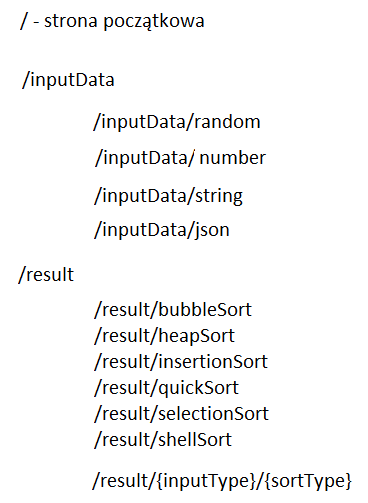 / - strona początkowa
/inputData
/inputData/random
/inputData/ number
/inputData/string
/inputData/json
/result
/result/bubbleSort
/result/heapSort
/result/insertionSort
/result/quickSort
/result/selectionSort
/result/shellSort
/result/{inputType}/{sortType}